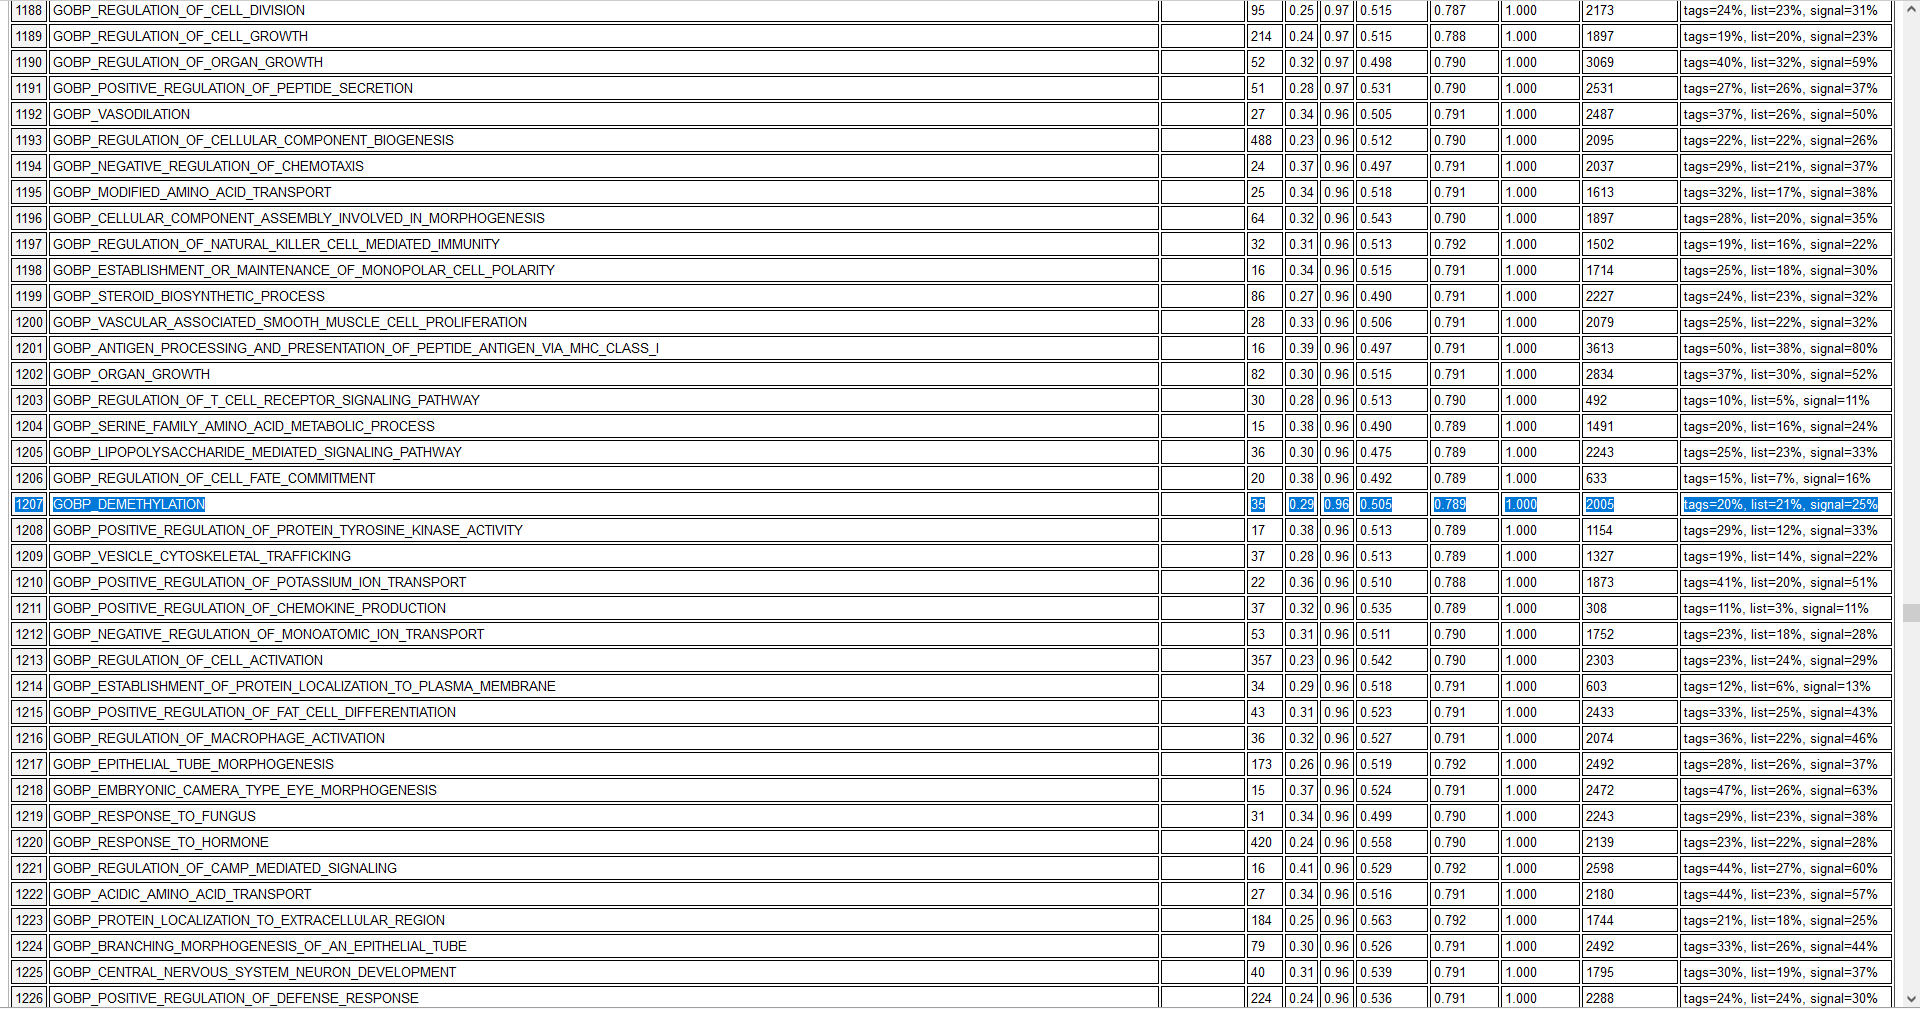 1188 GOBP_REGULATION_OF_CELL_DIVISION 95 0.25 0.97 0.515 0.787 1.000 2173 tags=24%, list=23%, signal=31%
1189 GOBP_REGULATION_OF_CELL_GROWTH 214 0.24 0.97 0.515 0.788 1.000 1897 tags=19%, list=20%, signal=23%
1190 GOBP_REGULATION_OF_ORGAN_GROWTH 52 0.32 0.97 0.498 0.790 1.000 3069 tags=40%, list=32%, signal=59%
1191 GOBP_POSITIVE_REGULATION_OF_PEPTIDE_SECRETION 51 0.28 0.97 0.531 0.790 1.000 2531 tags=27%, list=26%, signal=37%
1192 GOBP_VASODILATION 27 0.34 0.96 0.505 0.791 1.000 2487 tags=37%, list=26%, signal=50%
1193 GOBP_REGULATION_OF_CELLULAR_COMPONENT_BIOGENESIS 488 0.23 0.96 0.512 0.790 1.000 2095 tags=22%, list=22%, signal=26%
1194 GOBP_NEGATIVE_REGULATION_OF_CHEMOTAXIS 24 0.37 0.96 0.497 0.791 1.000 2037 tags=29%, list=21%, signal=37%
1195 GOBP_MODIFIED_AMINO_ACID_TRANSPORT 25 0.34 0.96 0.518 0.791 1.000 1613 tags=32%, list=17%, signal=38%
1196 GOBP_CELLULAR_COMPONENT_ASSEMBLY_INVOLVED_IN_MORPHOGENESIS 64 0.32 0.96 0.543 0.790 1.000 1897 tags=28%, list=20%, signal=35%
1197 GOBP_REGULATION_OF_NATURAL_KILLER_CELL_MEDIATED_IMMUNITY 32 0.31 0.96 0.513 0.792 1.000 1502 tags=19%, list=16%, signal=22%
1198 GOBP_ESTABLISHMENT_OR_MAINTENANCE_OF_MONOPOLAR_CELL_POLARITY 16 0.34 0.96 0.515 0.791 1.000 1714 tags=25%, list=18%, signal=30%
1199 GOBP_STEROID_BIOSYNTHETIC_PROCESS 86 0.27 0.96 0.490 0.791 1.000 2227 tags=24%, list=23%, signal=32%
1200 GOBP_VASCULAR_ASSOCIATED_SMOOTH_MUSCLE_CELL_PROLIFERATION 28 0.33 0.96 0.506 0.791 1.000 2079 tags=25%, list=22%, signal=32%
1201 GOBP_ANTIGEN_PROCESSING_AND_PRESENTATION_OF_PEPTIDE_ANTIGEN_VIA_MHC_CLASS_I 16 0.39 0.96 0.497 0.791 1.000 3613 tags=50%, list=38%, signal=80%
1202 GOBP_ORGAN_GROWTH 82 0.30 0.96 0.515 0.791 1.000 2834 tags=37%, list=30%, signal=52%
1203 GOBP_REGULATION_OF_T_CELL_RECEPTOR_SIGNALING_PATHWAY 30 0.28 0.96 0.513 0.790 1.000 492 tags=10%, list=5%, signal=11%
1204 GOBP_SERINE_FAMILY_AMINO_ACID_METABOLIC_PROCESS 15 0.38 0.96 0.490 0.789 1.000 1491 tags=20%, list=16%, signal=24%
1205 GOBP_LIPOPOLYSACCHARIDE_MEDIATED_SIGNALING_PATHWAY 36 0.30 0.96 0.475 0.789 1.000 2243 tags=25%, list=23%, signal=33%
1206 GOBP_REGULATION_OF_CELL_FATE_COMMITMENT 20 0.38 0.96 0.492 0.789 1.000 633 tags=15%, list=7%, signal=16%
1207 GOBP_DEMETHYLATION 35 0.29 0.96 0.505 0.789 1.000 2005 tags=20%, list=21%, signal=25%
1208 GOBP_POSITIVE_REGULATION_OF_PROTEIN_TYROSINE_KINASE_ACTIVITY 17 0.38 0.96 0.513 0.789 1.000 1154 tags=29%, list=12%, signal=33%
1209 GOBP_VESICLE_CYTOSKELETAL_TRAFFICKING 37 0.28 0.96 0.513 0.789 1.000 1327 tags=19%, list=14%, signal=22%
1210 GOBP_POSITIVE_REGULATION_OF_POTASSIUM_ION_TRANSPORT 22 0.36 0.96 0.510 0.788 1.000 1873 tags=41%, list=20%, signal=51%
1211 GOBP_POSITIVE_REGULATION_OF_CHEMOKINE_PRODUCTION 37 0.32 0.96 0.535 0.789 1.000 308 tags=11%, list=3%, signal=11%
1212 GOBP_NEGATIVE_REGULATION_OF_MONOATOMIC_ION_TRANSPORT 53 0.31 0.96 0.511 0.790 1.000 1752 tags=23%, list=18%, signal=28%
1213 GOBP_REGULATION_OF_CELL_ACTIVATION 357 0.23 0.96 0.542 0.790 1.000 2303 tags=23%, list=24%, signal=29%
1214 GOBP_ESTABLISHMENT_OF_PROTEIN_LOCALIZATION_TO_PLASMA_MEMBRANE 34 0.29 0.96 0.518 0.791 1.000 603 tags=12%, list=6%, signal=13%
1215 GOBP_POSITIVE_REGULATION_OF_FAT_CELL_DIFFERENTIATION 43 0.31 0.96 0.523 0.791 1.000 2433 tags=33%, list=25%, signal=43%
1216 GOBP_REGULATION_OF_MACROPHAGE_ACTIVATION 36 0.32 0.96 0.527 0.791 1.000 2074 tags=36%, list=22%, signal=46%
1217 GOBP_EPITHELIAL_TUBE_MORPHOGENESIS 173 0.26 0.96 0.519 0.792 1.000 2492 tags=28%, list=26%, signal=37%
1218 GOBP_EMBRYONIC_CAMERA_TYPE_EYE_MORPHOGENESIS 15 0.37 0.96 0.524 0.791 1.000 2472 tags=47%, list=26%, signal=63%
1219 GOBP_RESPONSE_TO_FUNGUS 31 0.34 0.96 0.499 0.790 1.000 2243 tags=29%, list=23%, signal=38%
1220 GOBP_RESPONSE_TO_HORMONE 420 0.24 0.96 0.558 0.790 1.000 2139 tags=23%, list=22%, signal=28%
1221 GOBP_REGULATION_OF_CAMP_MEDIATED_SIGNALING 16 0.41 0.96 0.529 0.792 1.000 2598 tags=44%, list=27%, signal=60%
1222 GOBP_ACIDIC_AMINO_ACID_TRANSPORT 27 0.34 0.96 0.516 0.791 1.000 2180 tags=44%, list=23%, signal=57%
1223 GOBP_PROTEIN_LOCALIZATION_TO_EXTRACELLULAR_REGION 184 0.25 0.96 0.563 0.792 1.000 1744 tags=21%, list=18%, signal=25%
1224 GOBP_BRANCHING_MORPHOGENESIS_OF_AN_EPITHELIAL_TUBE 79 0.30 0.96 0.526 0.791 1.000 2492 tags=33%, list=26%, signal=44%
1225 GOBP_CENTRAL_NERVOUS_SYSTEM_NEURON_DEVELOPMENT 40 0.31 0.96 0.539 0.791 1.000 1795 tags=30%, list=19%, signal=37%
1226 GOBP_POSITIVE_REGULATION_OF_DEFENSE_RESPONSE 224 0.24 0.96 0.536 0.791 1.000 2288 tags=24%, list=24%, signal=30%